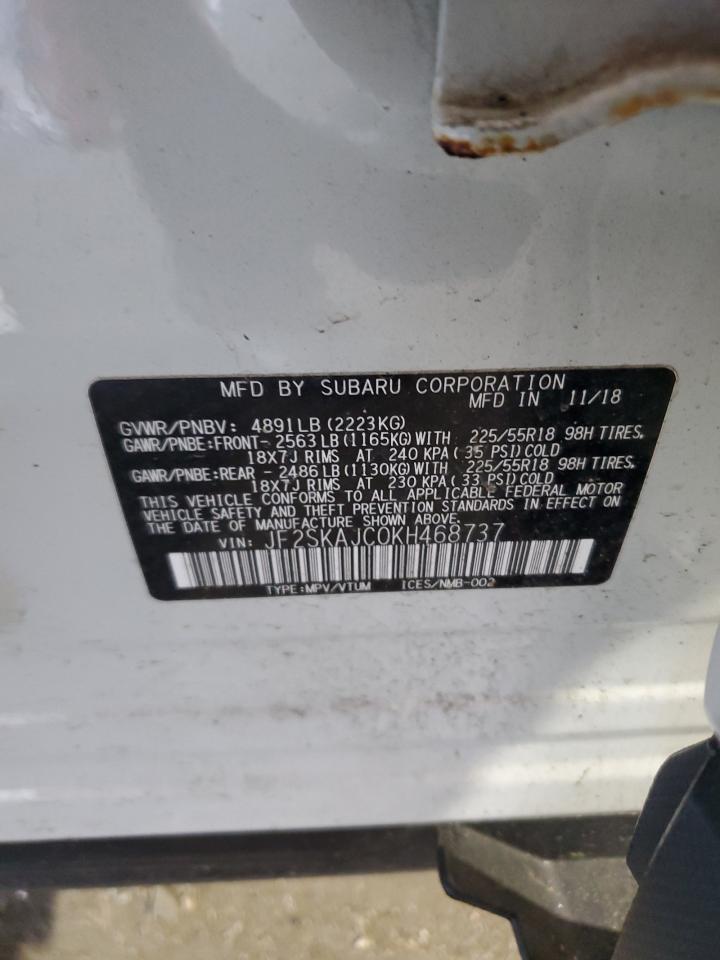 MFD BY SUBARU CORPORATION
MFD IN 11/18
GVWR/PNBV: 4891LB (2223KG)
GAWR/PNBE:FRONT- 2563 LB (1165KG) WITH 225/55R18 98H TIRES,
18X7J RIMS AT 240 KPA ( 35 PSI) COLD
GAWR/PNBE:REAR - 2486 LB (1130KG) WITH 225/55R18 98H TIRES,
18X7J RIMS AT 230 KPA ( 33 PSI) COLD
THIS VEHICLE CONFORMS TO ALL APPLICABLE FEDERAL MOTOR
VEHICLE SAFETY AND THEFT PREVENTION STANDARDS IN EFFECT ON
THE DATE OF MANUFACTURE SHOWN ABOVE.
VIN: JF2SKAJC0KH468737
TYPE:MPV/VTUM ICES/NMB-002